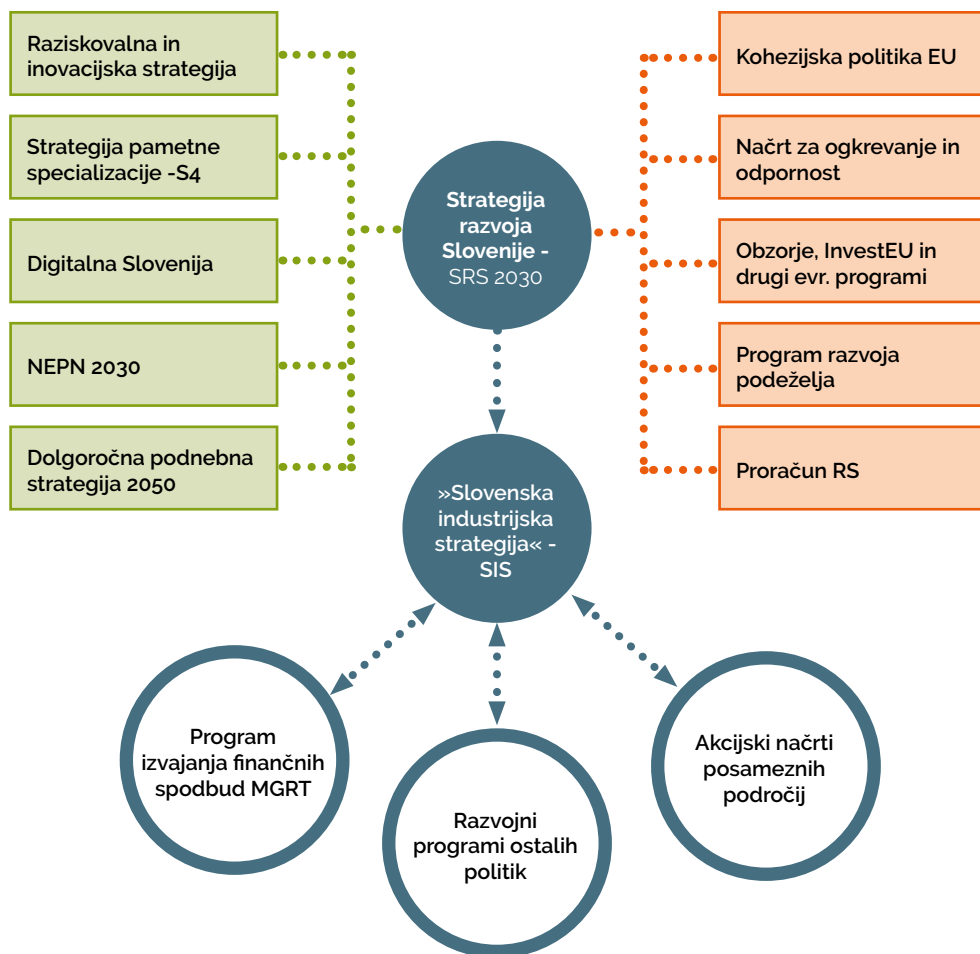 Raziskovalna in
inovacijska strategija
Strategija pametne
specializacije -S4
Digitalna Slovenija
NEPN 2030
Dolgoročna podnebna
strategija 2050
Strategija
razvoja
Slovenije -
SRS 2030
Kohezijska politika EU
Načrt za ogkrevanje in
odpornost
Obzorje, InvestEU in
drugi evr. programi
Program razvoja
podeželja
Proračun RS
»Slovenska
industrijska
strategija« -
SIS
Program
izvajanja finančnih
spodbud MGRT
Razvojni
programi ostalih
politik
Akcijski načrti
posameznih
področij